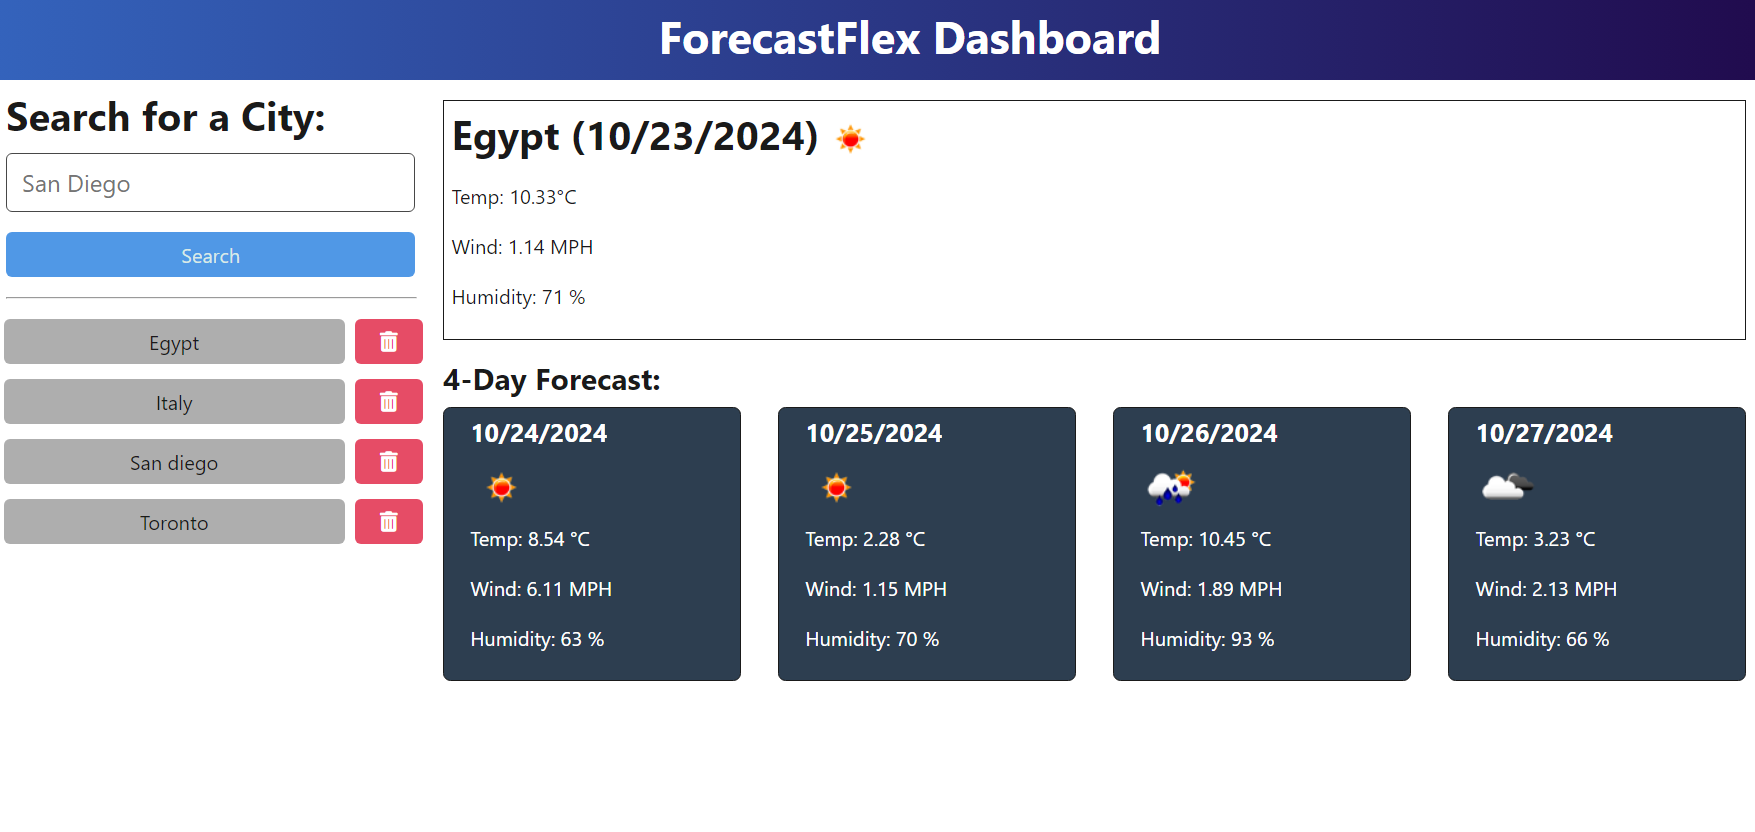 ForecastFlex Dashboard
Search for a City:
San Diego
Search
Egypt
Italy
San diego
Toronto
Egypt (10/23/2024)
Temp: 10.33°C
Wind: 1.14 MPH
Humidity: 71 %
4-Day Forecast:
10/24/2024
Temp: 8.54 °C
Wind: 6.11 MPH
Humidity: 63 %
10/25/2024
Temp: 2.28 °C
Wind: 1.15 MPH
Humidity: 70 %
10/26/2024
Temp: 10.45 °C
Wind: 1.89 MPH
Humidity: 93 %
10/27/2024
Temp: 3.23 °C
Wind: 2.13 MPH
Humidity: 66 %